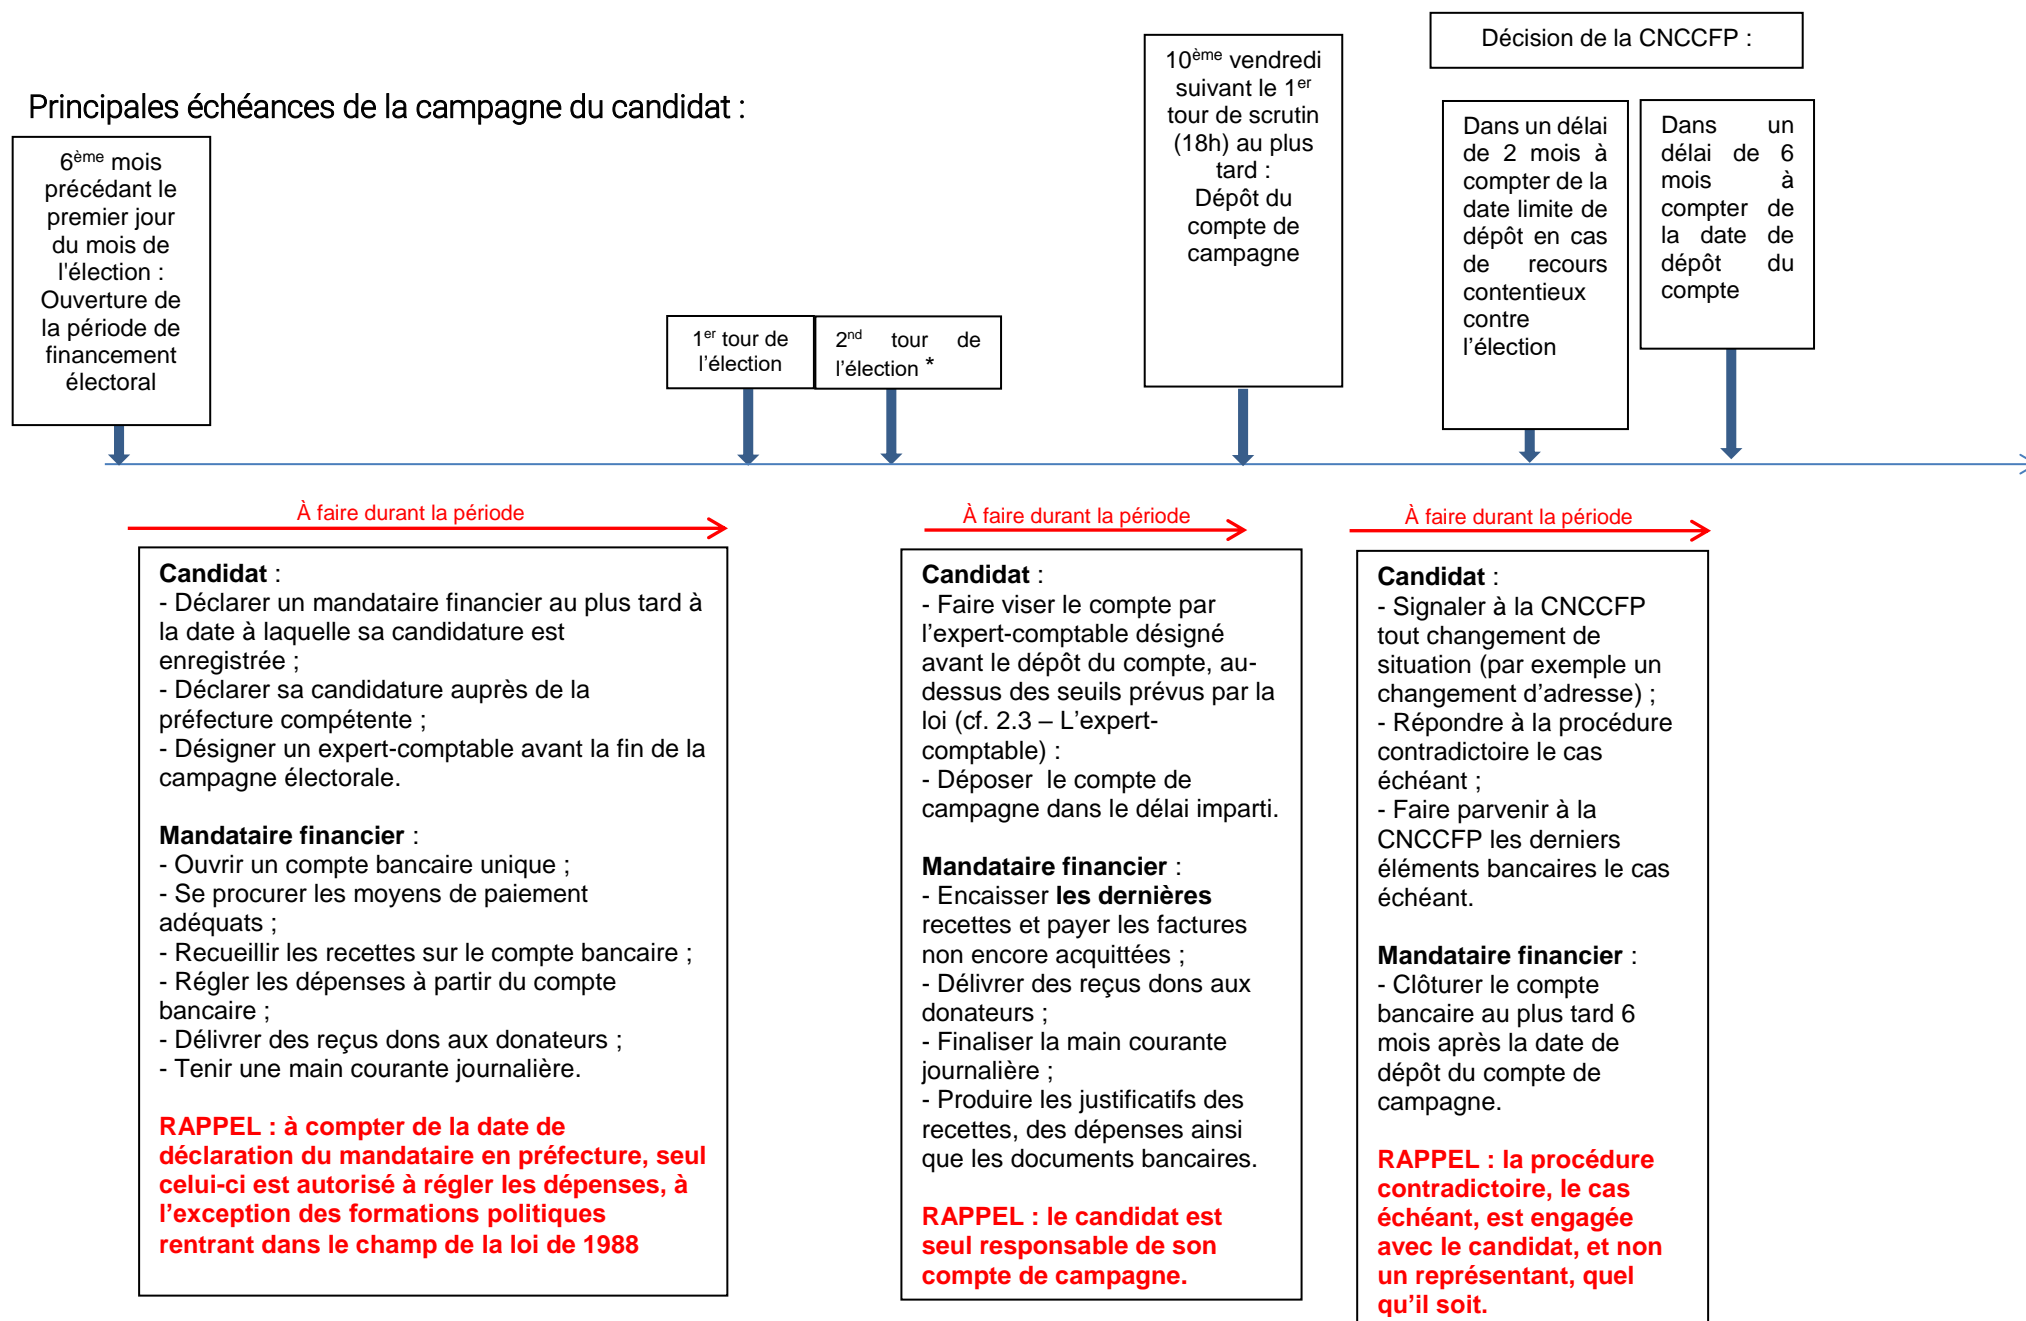 Principales échéances de la campagne du candidat :
6ème mois
précédant le
premier jour
du mois de
l'élection :
Ouverture de
la période de
financement
électoral
1er tour de
l’élection
2nd tour de
l’élection *
10ème vendredi
suivant le 1er
tour de scrutin
(18h) au plus
tard :
Dépôt du
compte de
campagne
Décision de la CNCCFP :
Dans un délai
de 2 mois à
compter de la
date limite de
dépôt en cas
de recours
contentieux
contre
l’élection
Dans un
délai de 6
mois à
compter de
la date de
dépôt du
compte
À faire durant la période
Candidat :
- Déclarer un mandataire financier au plus tard à
la date à laquelle sa candidature est
enregistrée ;
- Déclarer sa candidature auprès de la
préfecture compétente ;
- Désigner un expert-comptable avant la fin de la
campagne électorale.
Mandataire financier :
- Ouvrir un compte bancaire unique ;
- Se procurer les moyens de paiement
adéquats ;
- Recueillir les recettes sur le compte bancaire ;
- Régler les dépenses à partir du compte
bancaire ;
- Délivrer des reçus dons aux donateurs ;
- Tenir une main courante journalière.
RAPPEL : à compter de la date de
déclaration du mandataire en préfecture, seul
celui-ci est autorisé à régler les dépenses, à
l’exception des formations politiques
rentrant dans le champ de la loi de 1988
À faire durant la période
Candidat :
- Faire viser le compte par
l’expert-comptable désigné
avant le dépôt du compte, au-
dessus des seuils prévus par la
loi (cf. 2.3 – L’expert-
comptable) :
- Déposer le compte de
campagne dans le délai imparti.
Mandataire financier :
- Encaisser les dernières
recettes et payer les factures
non encore acquittées ;
- Délivrer des reçus dons aux
donateurs ;
- Finaliser la main courante
journalière ;
- Produire les justificatifs des
recettes, des dépenses ainsi
que les documents bancaires.
RAPPEL : le candidat est
seul responsable de son
compte de campagne.
À faire durant la période
Candidat :
- Signaler à la CNCCFP
tout changement de
situation (par exemple un
changement d’adresse) ;
- Répondre à la procédure
contradictoire le cas
échéant ;
- Faire parvenir à la
CNCCFP les derniers
éléments bancaires le cas
échéant.
Mandataire financier :
- Clôturer le compte
bancaire au plus tard 6
mois après la date de
dépôt du compte de
campagne.
RAPPEL : la procédure
contradictoire, le cas
échéant, est engagée
avec le candidat, et non
un représentant, quel
qu’il soit.